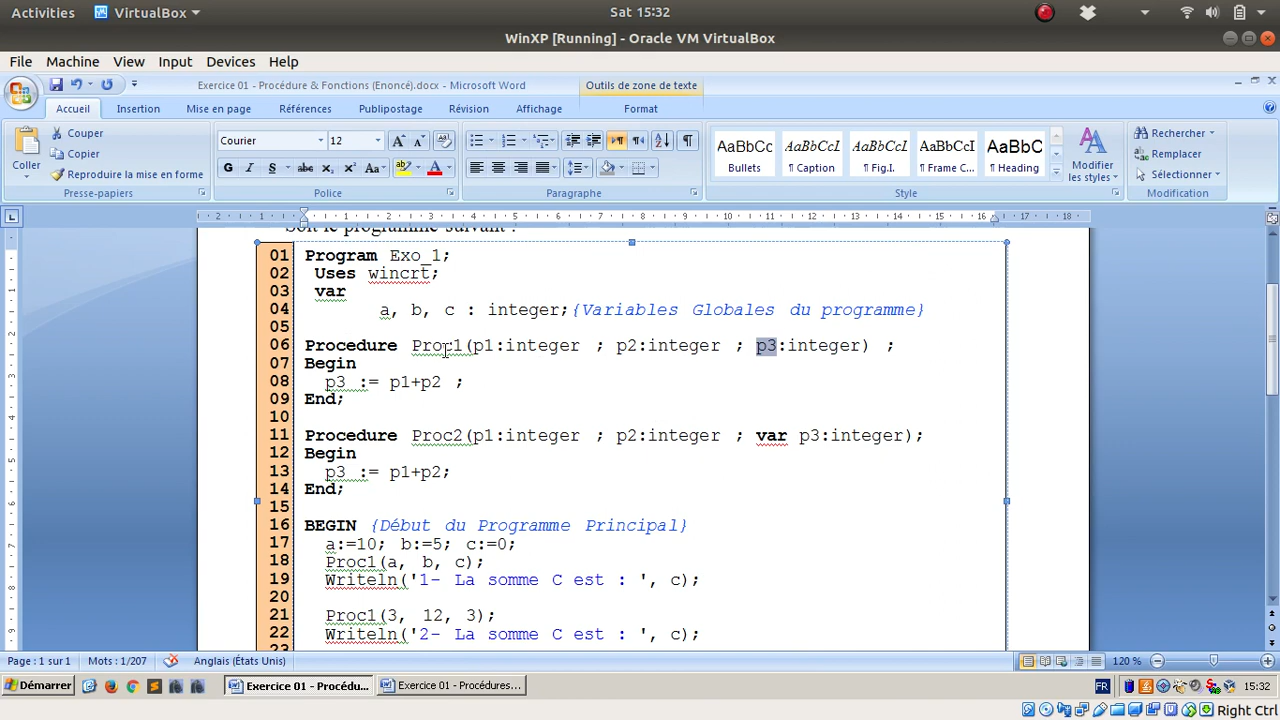 Activities VirtualBox Sat 15:32
WinXP [Running] - Oracle VM VirtualBox
File Machine View Input Devices Help
Exercice 01 - Procédure & Fonctions (Enoncé).docx - Microsoft Word Outils de zone de texte
Accueil Insertion Mise en page Références Publipostage Révision Affichage Format
Coller
Couper
Copier
Reproduire la mise en forme
Presse-papiers
Courier 12
Police
Paragraphe
AaBbCc AaBbCcI AaBbCcI AaBbCcI AaBbCc
Bullets ¶ Caption ¶ Fig.I. ¶ Frame C... ¶ Heading
Modifier les styles
Style
Rechercher
Remplacer
Sélectionner
Modification
Soit le programme suivant :
01 Program Exo_1;
02 Uses wincrt;
03 var
04 a, b, c : integer;{Variables Globales du programme}
05
06 Procedure Proc1(p1:integer ; p2:integer ; p3:integer) ;
07 Begin
08 p3 := p1+p2 ;
09 End;
10
11 Procedure Proc2(p1:integer ; p2:integer ; var p3:integer);
12 Begin
13 p3 := p1+p2;
14 End;
15
16 BEGIN {Début du Programme Principal}
17 a:=10; b:=5; c:=0;
18 Proc1(a, b, c);
19 Writeln('1- La somme C est : ', c);
20
21 Proc1(3, 12, 3);
22 Writeln('2- La somme C est : ', c);
23
Page : 1 sur 1 Mots : 1/207 Anglais (États Unis) 120 %
Démarrer Exercice 01 - Procédu... Exercice 01 - Procédures... FR 15:32
Right Ctrl